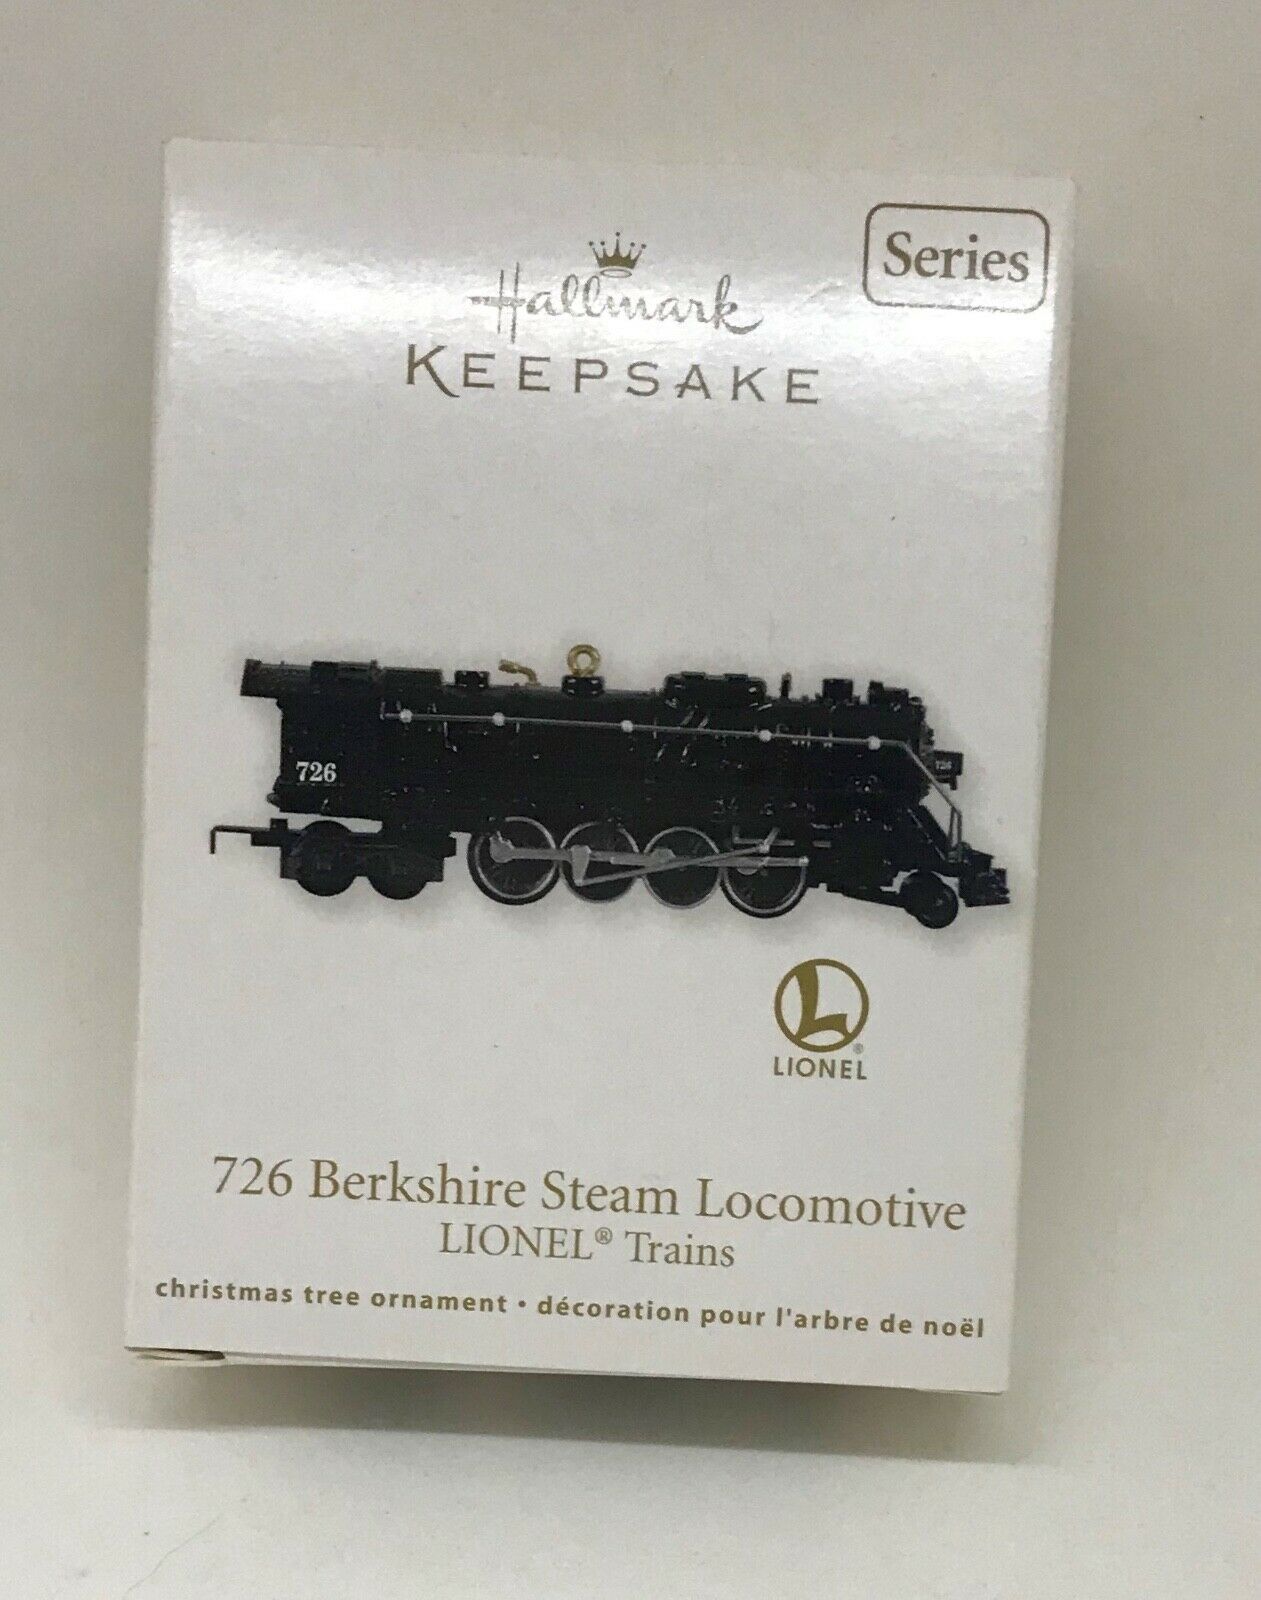 Series
Hallmark
KEEPSAKE
726
726
L
®
LIONEL
726 Berkshire Steam Locomotive
LIONEL® Trains
christmas tree ornament • décoration pour l'arbre de noël